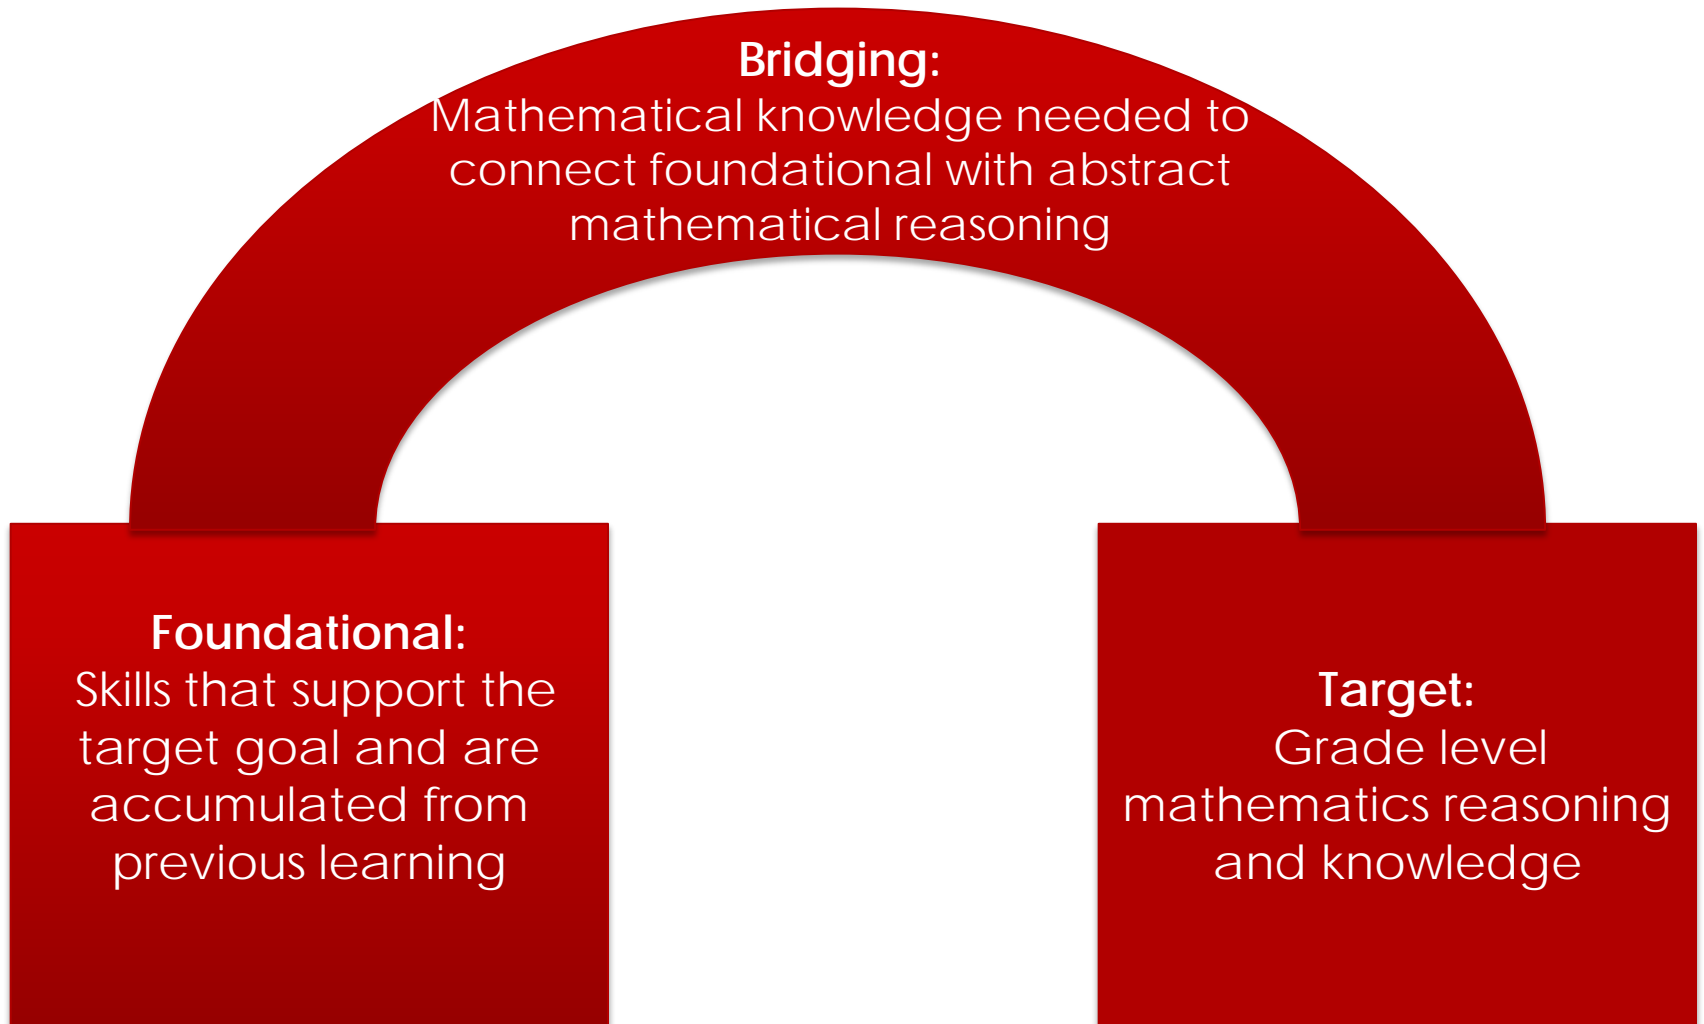 Bridging:
Mathematical knowledge needed to
connect foundational with abstract
mathematical reasoning
Foundational:
Skills that support the
target goal and are
accumulated from
previous learning
Target:
Grade level
mathematics reasoning
and knowledge